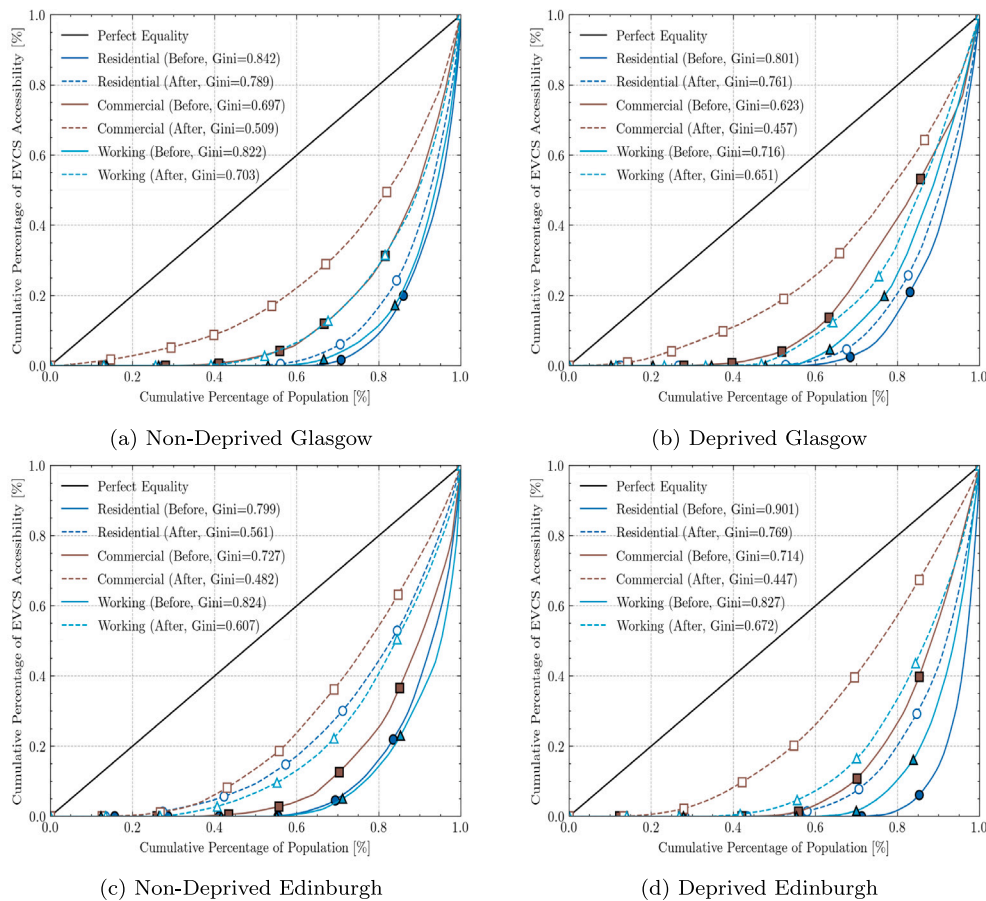 Cumulative Percentage of EVCS Accessibility [%]
1.0
0.8
0.6
0.4
0.2
0.0
Perfect Equality
Residential (Before, Gini=0.842)
Residential (After, Gini=0.789)
Commercial (Before, Gini=0.697)
Commercial (After, Gini=0.509)
Working (Before, Gini=0.822)
Working (After, Gini=0.703)
0.0 0.2 0.4 0.6 0.8 1.0
Cumulative Percentage of Population [%]
(a) Non-Deprived Glasgow
Cumulative Percentage of EVCS Accessibility [%]
1.0
0.8
0.6
0.4
0.2
0.0
Perfect Equality
Residential (Before, Gini=0.801)
Residential (After, Gini=0.761)
Commercial (Before, Gini=0.623)
Commercial (After, Gini=0.457)
Working (Before, Gini=0.716)
Working (After, Gini=0.651)
0.0 0.2 0.4 0.6 0.8 1.0
Cumulative Percentage of Population [%]
(b) Deprived Glasgow
Cumulative Percentage of EVCS Accessibility [%]
1.0
0.8
0.6
0.4
0.2
0.0
Perfect Equality
Residential (Before, Gini=0.799)
Residential (After, Gini=0.561)
Commercial (Before, Gini=0.727)
Commercial (After, Gini=0.482)
Working (Before, Gini=0.824)
Working (After, Gini=0.607)
0.0 0.2 0.4 0.6 0.8 1.0
Cumulative Percentage of Population [%]
(c) Non-Deprived Edinburgh
Cumulative Percentage of EVCS Accessibility [%]
1.0
0.8
0.6
0.4
0.2
0.0
Perfect Equality
Residential (Before, Gini=0.901)
Residential (After, Gini=0.769)
Commercial (Before, Gini=0.714)
Commercial (After, Gini=0.447)
Working (Before, Gini=0.827)
Working (After, Gini=0.672)
0.0 0.2 0.4 0.6 0.8 1.0
Cumulative Percentage of Population [%]
(d) Deprived Edinburgh